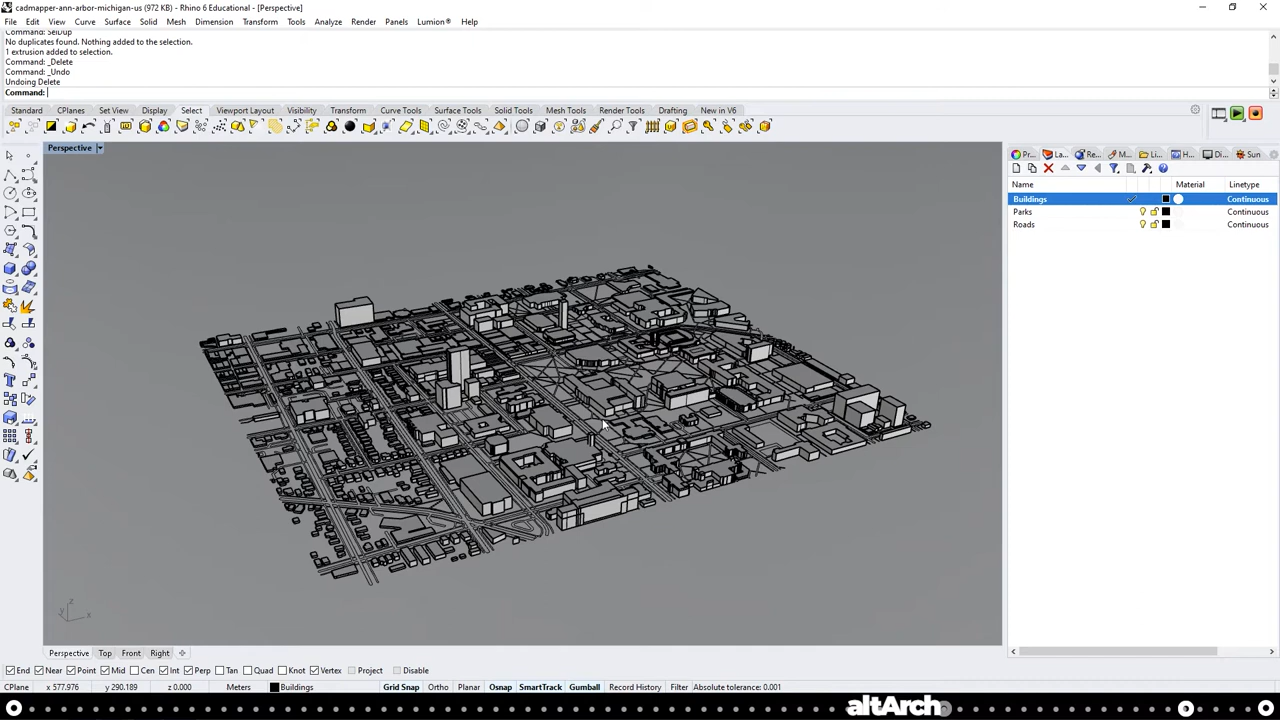 cadmapper-ann-arbor-michigan-us (972 KB) - Rhino 6 Educational - [Perspective]
File Edit View Curve Surface Solid Mesh Dimension Transform Tools Analyze Render Panels Lumion® Help
Command: SelDup
No duplicates found. Nothing added to the selection.
1 extrusion added to selection.
Command: _Delete
Command: _Undo
Undoing Delete
Command:
Standard CPlanes Set View Display Select Viewport Layout Visibility Transform Curve Tools Surface Tools Solid Tools Mesh Tools Render Tools Drafting New in V6
Perspective
Pr... La... Re... M... Li... H... Di... Sun
Name Material Linetype
Buildings Continuous
Parks Continuous
Roads Continuous
z
y x
Perspective Top Front Right
End Near Point Mid Cen Int Perp Tan Quad Knot Vertex Project Disable
CPlane x 577.976 y 290.189 z 0.000 Meters Buildings Grid Snap Ortho Planar Osnap SmartTrack Gumball Record History Filter Absolute tolerance: 0.001
altArch